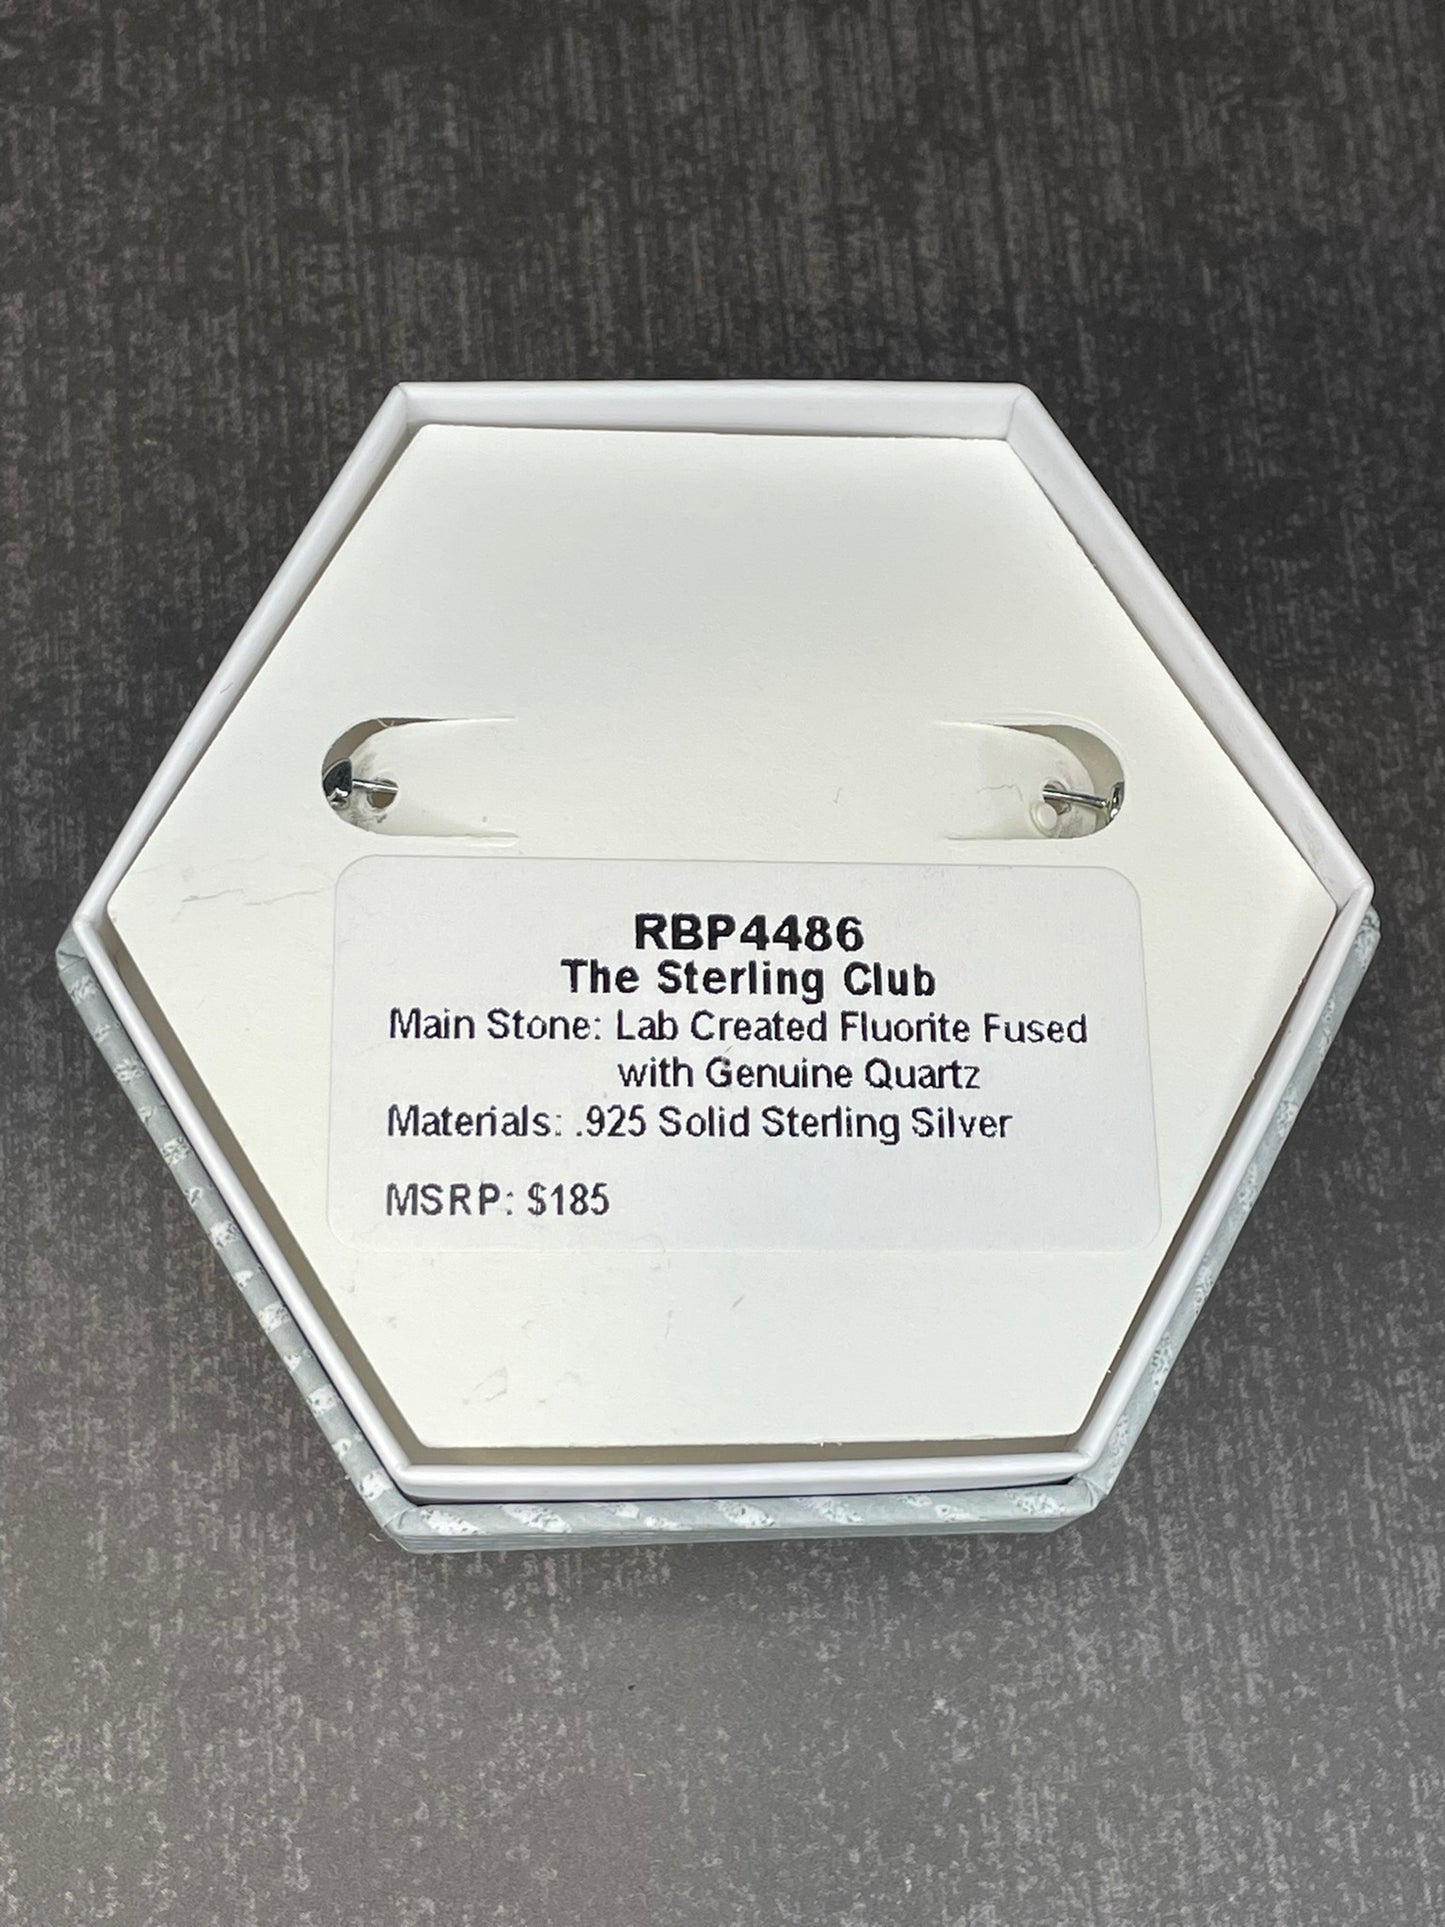 RBP4486
The Sterling Club
Main Stone: Lab Created Fluorite Fused
with Genuine Quartz
Materials: .925 Solid Sterling Silver
MSRP: $185